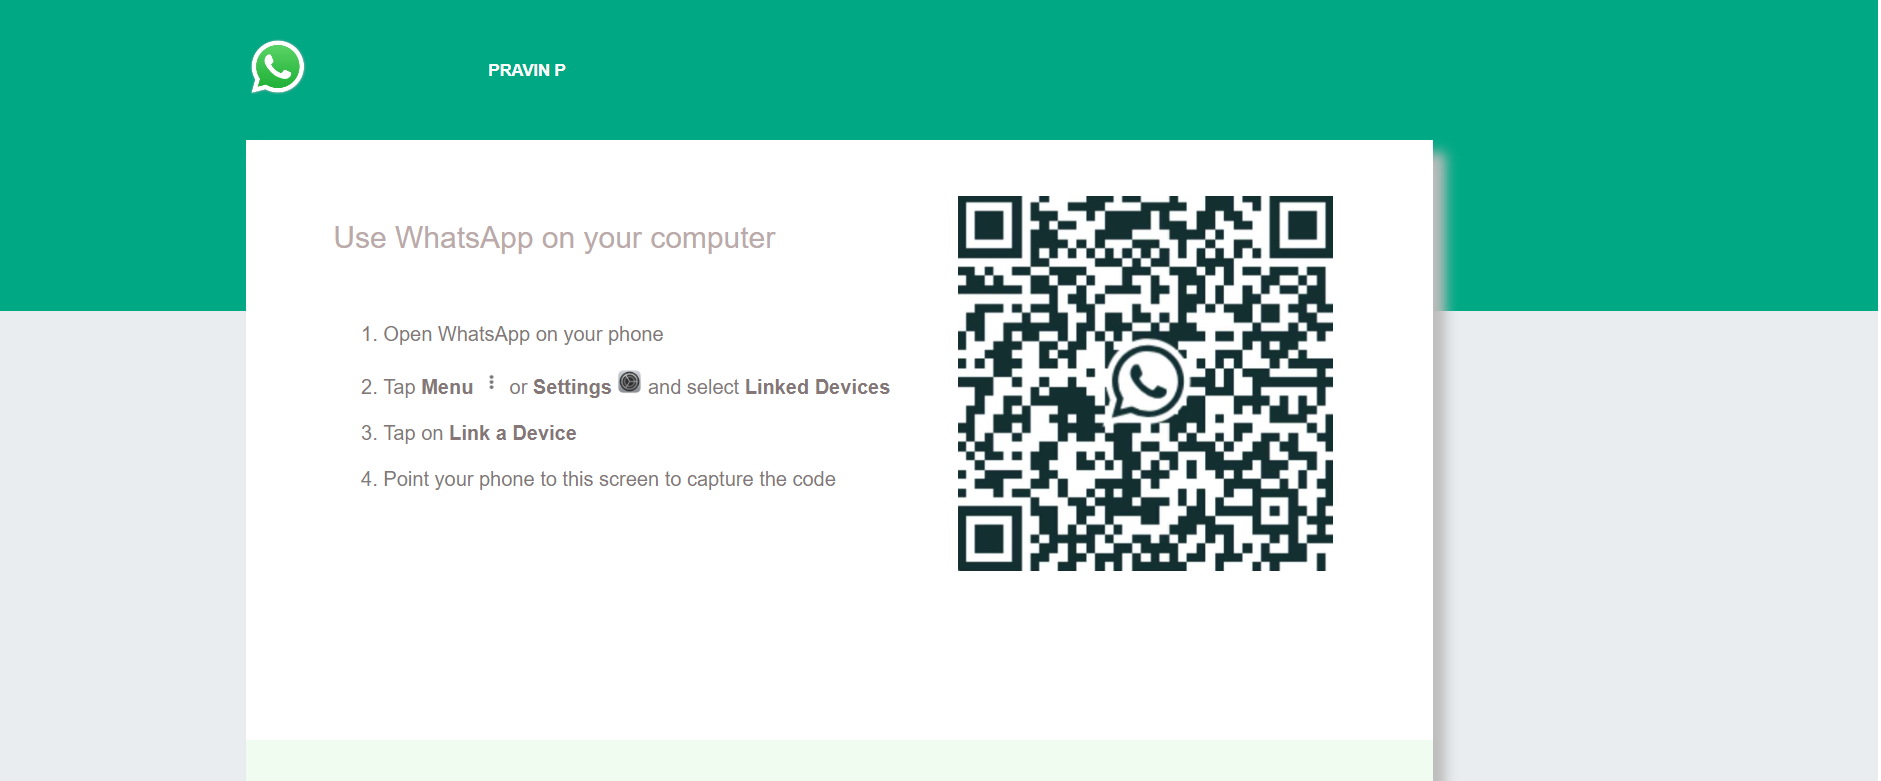 PRAVIN P
Use WhatsApp on your computer
1. Open WhatsApp on your phone
2. Tap Menu or Settings and select Linked Devices
3. Tap on Link a Device
4. Point your phone to this screen to capture the code